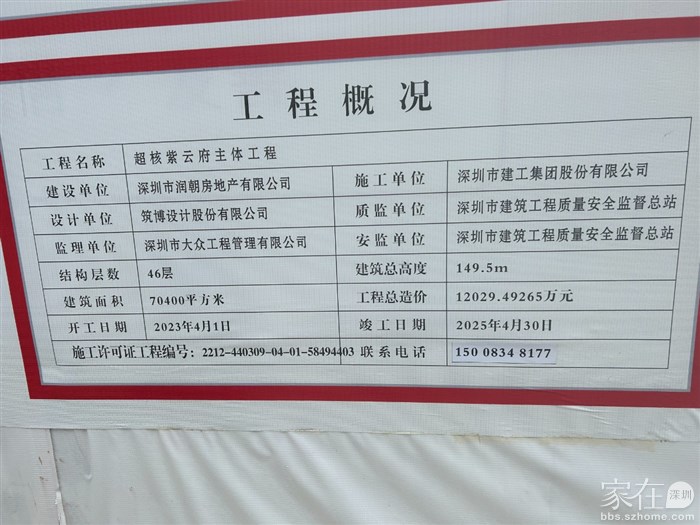 工程概况
工程名称 超核紫云府主体工程
建设单位 深圳市润朝房地产有限公司 施工单位 深圳市建工集团股份有限公司
设计单位 筑博设计股份有限公司 质监单位 深圳市建筑工程质量安全监督总站
监理单位 深圳市大众工程管理有限公司 安监单位 深圳市建筑工程质量安全监督总站
结构层数 46层 建筑总高度 149.5m
建筑面积 70400平方米 工程总造价 12029.49265万元
开工日期 2023年4月1日 竣工日期 2025年4月30日
施工许可证工程编号: 2212-440309-04-01-58494403 联系电话 150 0834 8177
家在 深圳
bbs.szhome.com